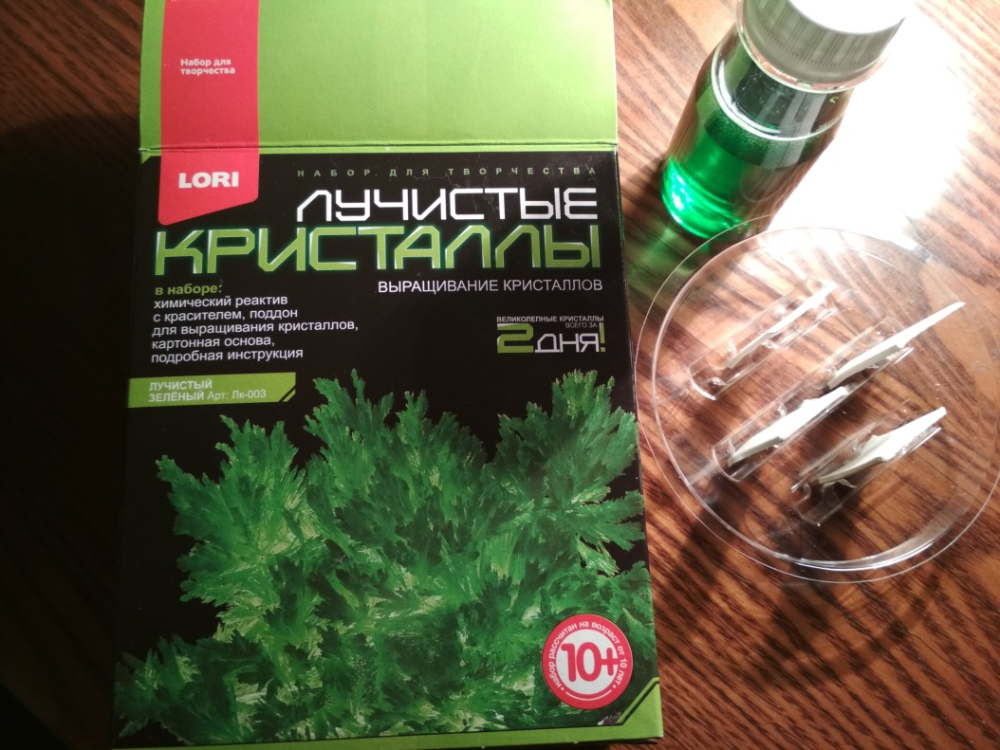 Набор для
творчества
LORI
НАБОР ДЛЯ ТВОРЧЕСТВА
ЛУЧИСТЫЕ
КРИСТАЛЛЫ
ВЫРАЩИВАНИЕ КРИСТАЛЛОВ
в наборе:
химический реактив
с красителем, поддон
для выращивания кристаллов,
картонная основа,
подробная инструкция
ВЕЛИКОЛЕПНЫЕ КРИСТАЛЛЫ
ВСЕГО ЗА
2 ДНЯ!
ЛУЧИСТЫЙ
ЗЕЛЁНЫЙ Арт: Лк-003
набор рассчитан на возраст от 10 лет
10+